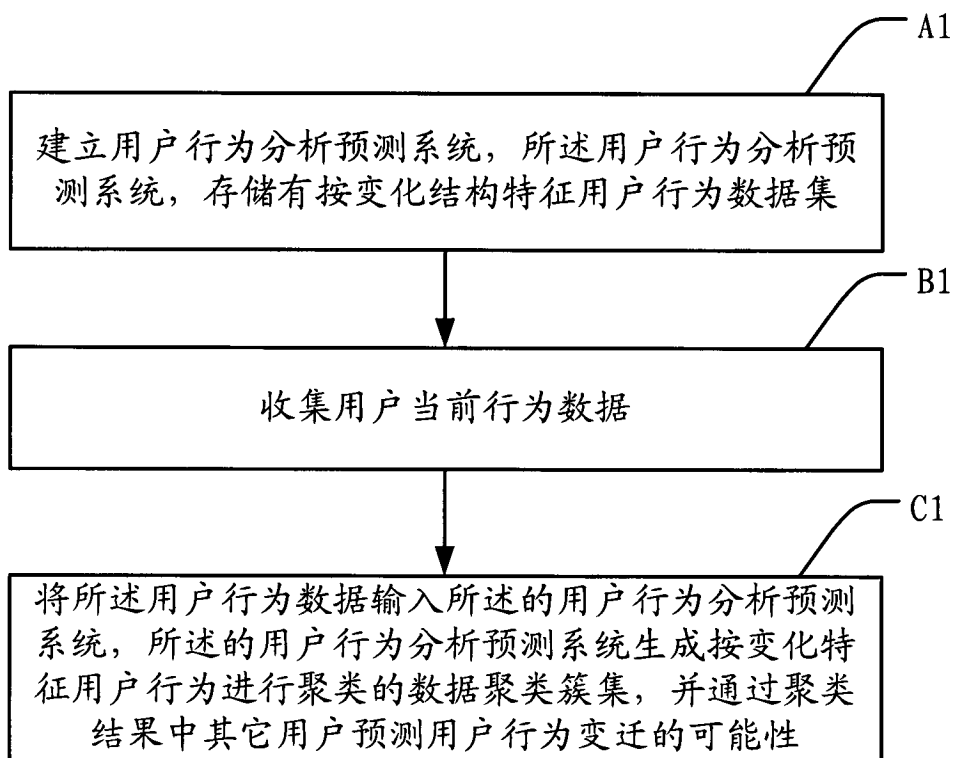 A1
建立用户行为分析预测系统，所述用户行为分析预
测系统，存储有按变化结构特征用户行为数据集
B1
收集用户当前行为数据
C1
将所述用户行为数据输入所述的用户行为分析预测
系统，所述的用户行为分析预测系统生成按变化特
征用户行为进行聚类的数据聚类簇集，并通过聚类
结果中其它用户预测用户行为变迁的可能性